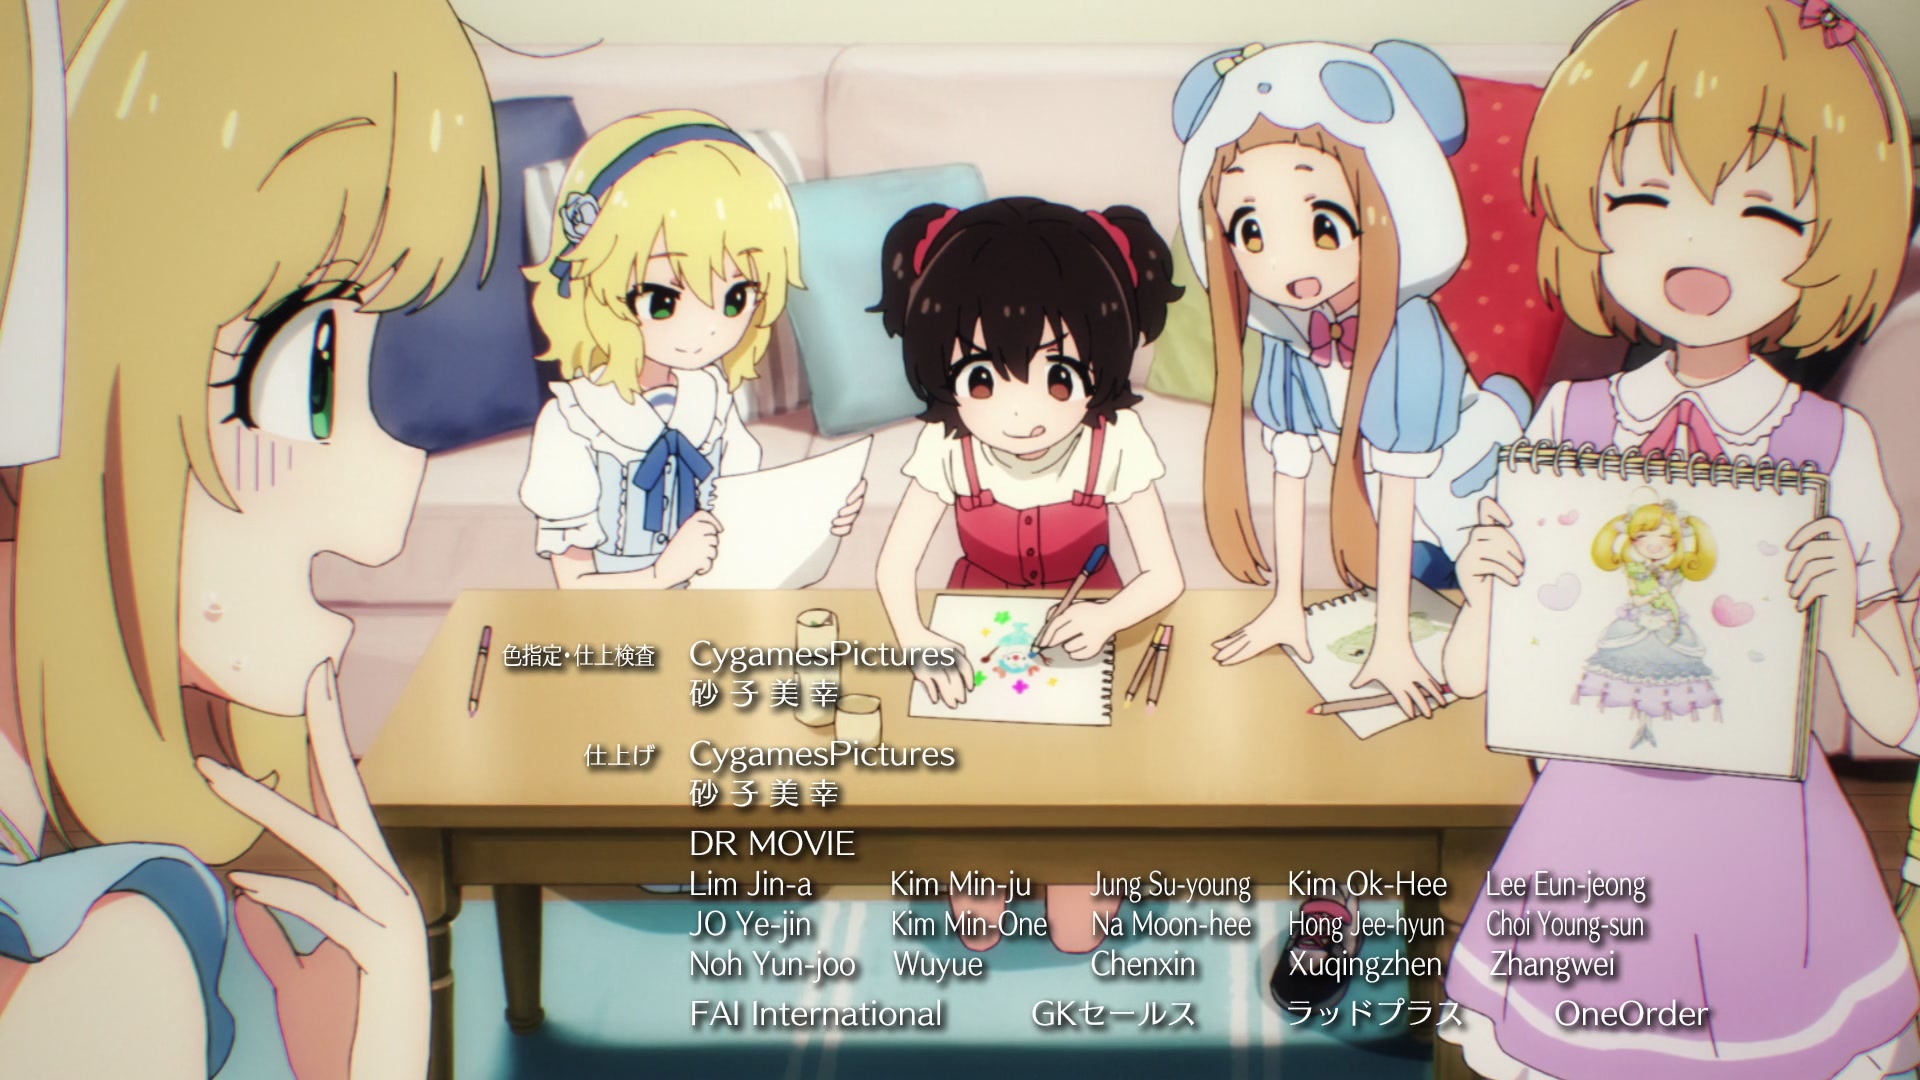 色指定・仕上検査 CygamesPictures
砂子美幸
仕上げ CygamesPictures
砂子美幸
DR MOVIE
Lim Jin-a Kim Min-ju Jung Su-young Kim Ok-Hee Lee Eun-jeong
JO Ye-jin Kim Min-One Na Moon-hee Hong Jee-hyun Choi Young-sun
Noh Yun-joo Wuyue Chenxin Xuqingzhen Zhangwei
FAI International GKセールス ラッドプラス OneOrder